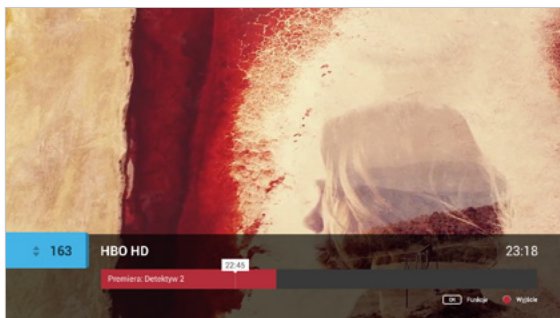 163 HBO HD 23:18
22:45
Premiera: Detektyw 2
OK Funkcje Wyjście